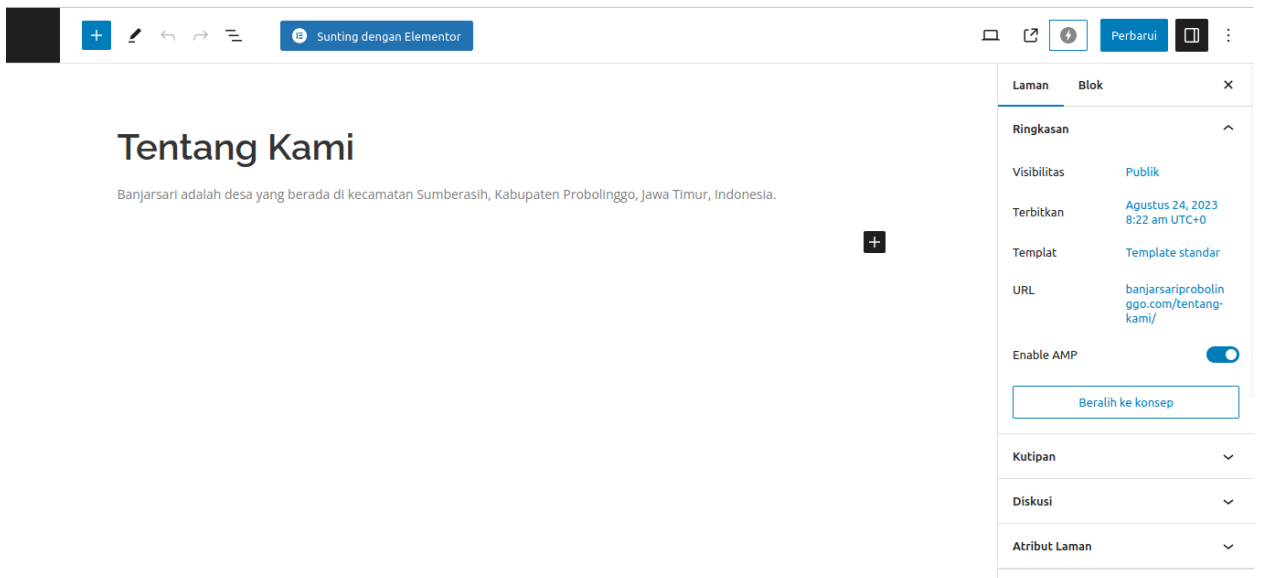 Sunting dengan Elementor
Perbarui
Laman Blok
Ringkasan
Tentang Kami
Banjarsari adalah desa yang berada di kecamatan Sumberasih, Kabupaten Probolinggo, Jawa Timur, Indonesia.
Visibilitas Publik
Terbitkan Agustus 24, 2023
8:22 am UTC+0
Templat Template standar
URL banjarsariprobolin
ggo.com/tentang-
kami/
Enable AMP
Beralih ke konsep
Kutipan
Diskusi
Atribut Laman